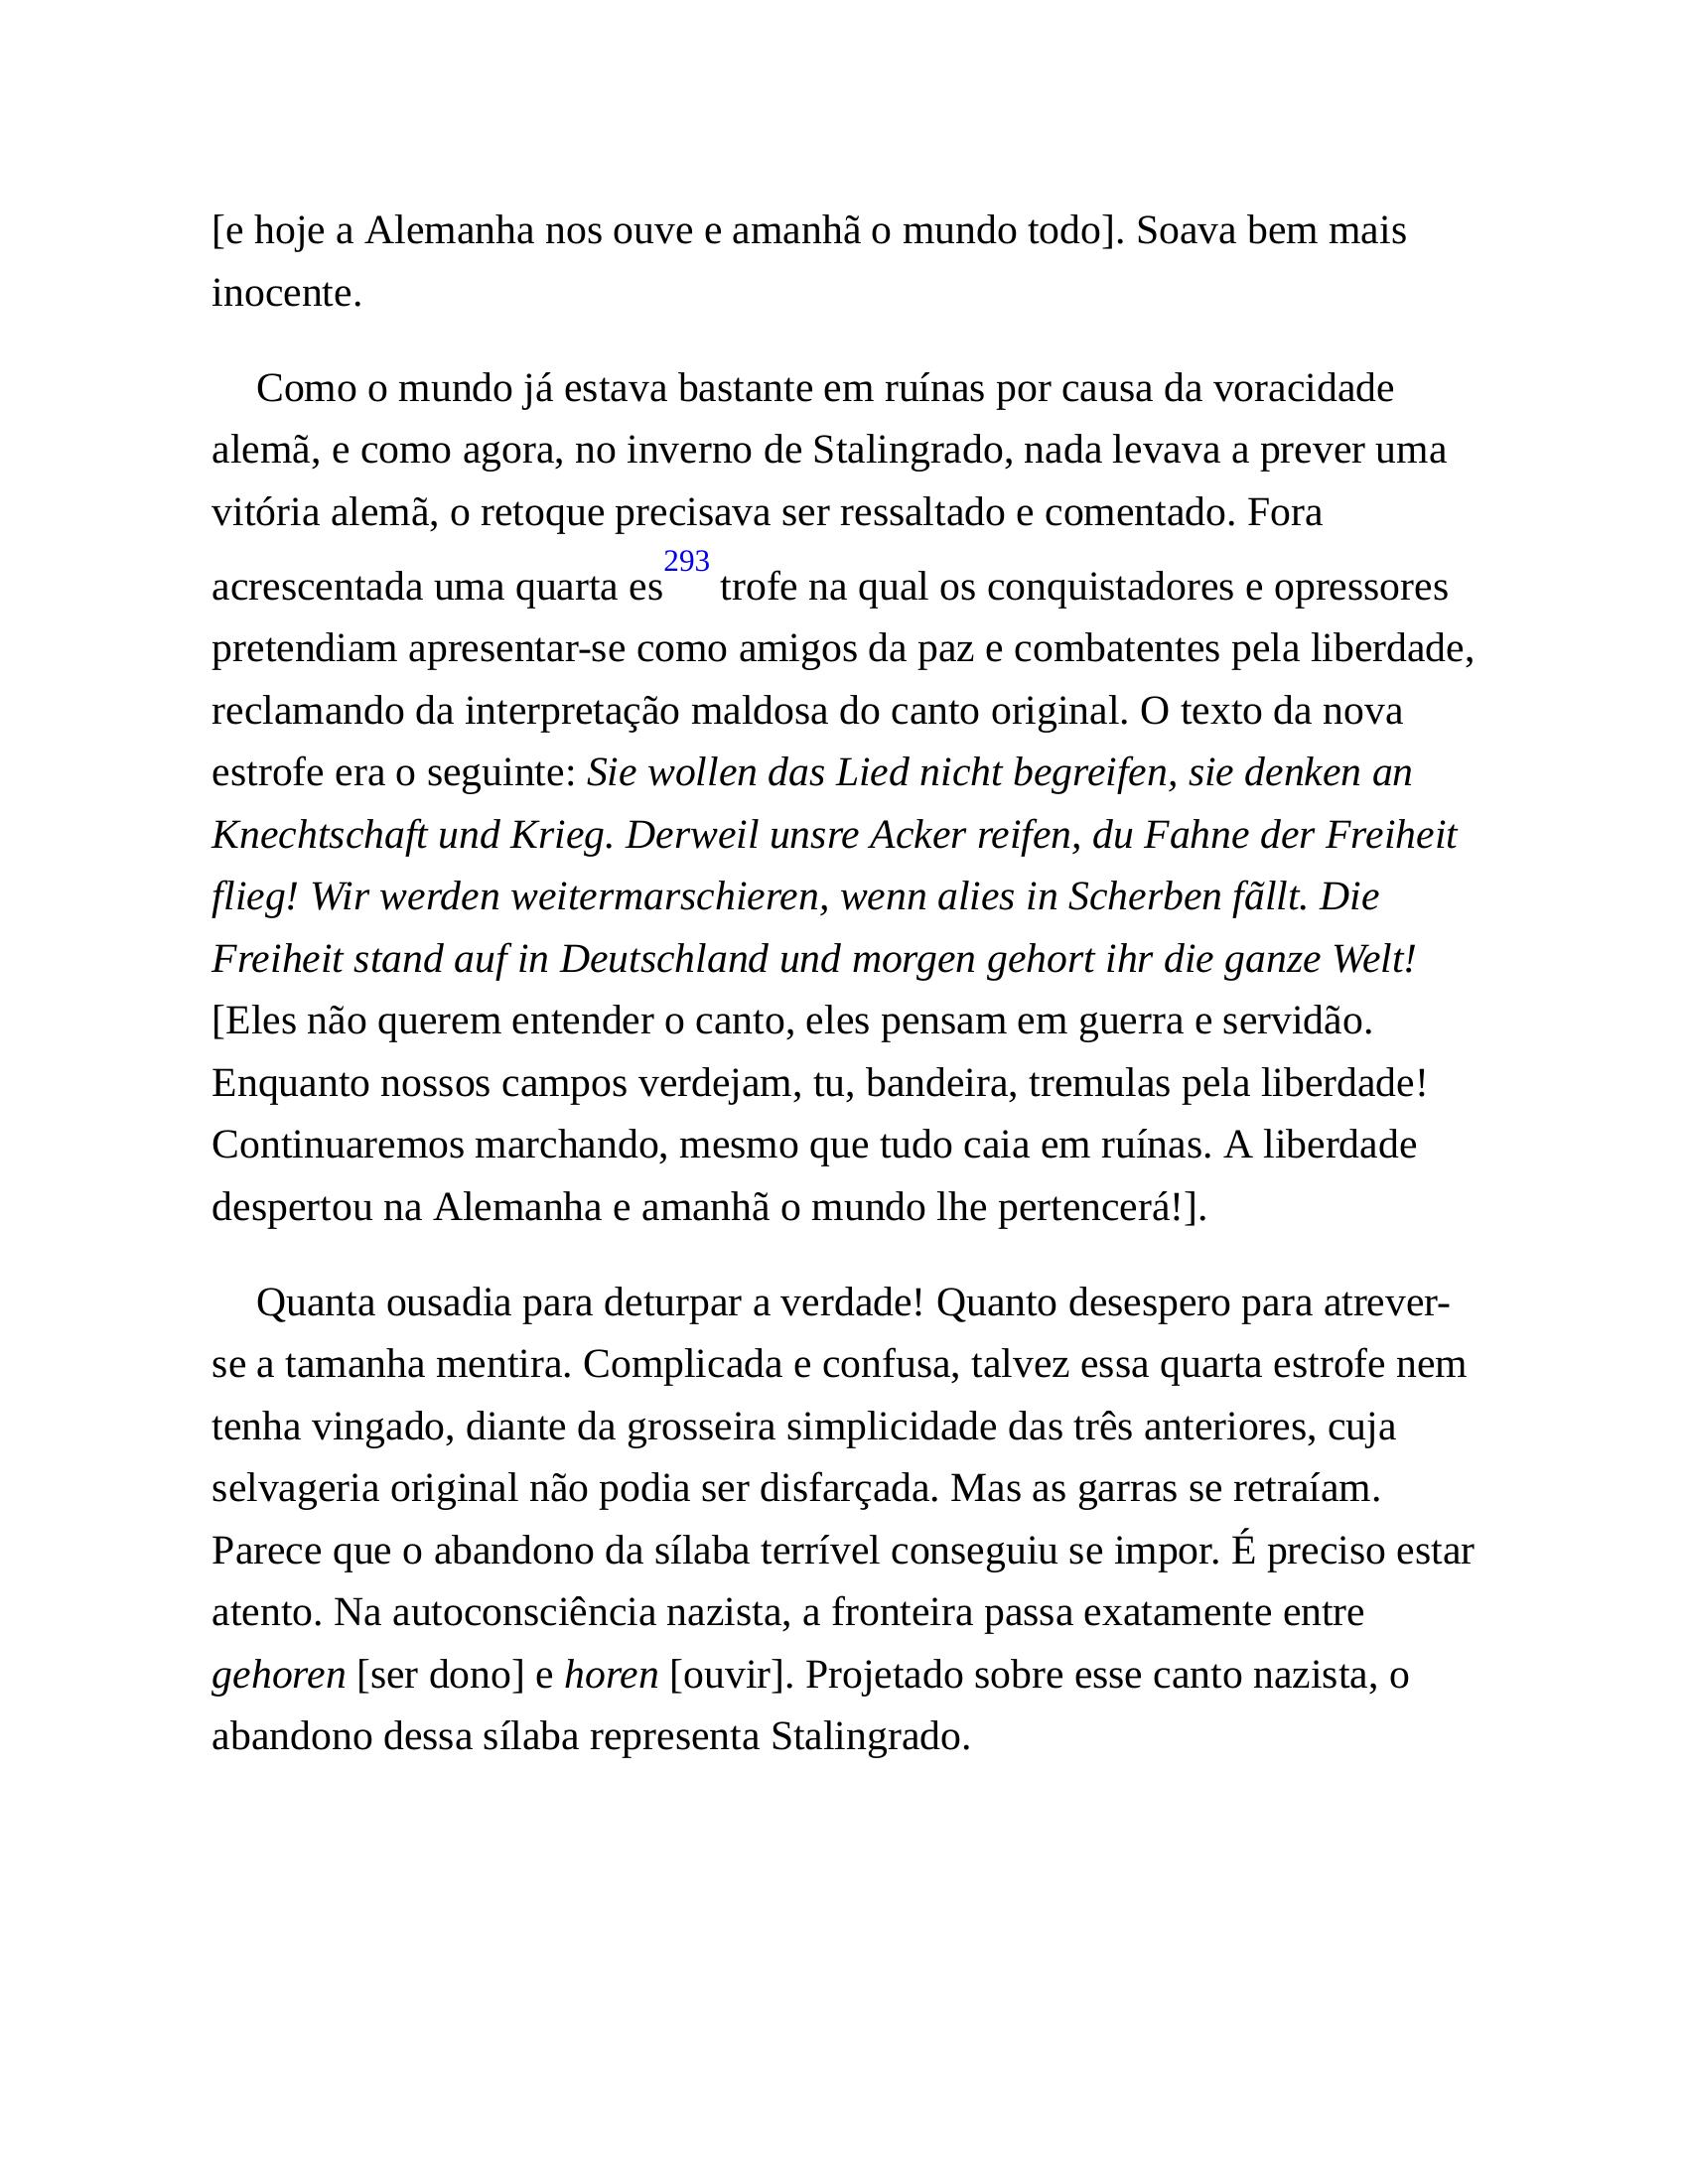 [e hoje a Alemanha nos ouve e amanhã o mundo todo]. Soava bem mais
inocente.
Como o mundo já estava bastante em ruínas por causa da voracidade
alemã, e como agora, no inverno de Stalingrado, nada levava a prever uma
vitória alemã, o retoque precisava ser ressaltado e comentado. Fora
acrescentada uma quarta es293 trofe na qual os conquistadores e opressores
pretendiam apresentar-se como amigos da paz e combatentes pela liberdade,
reclamando da interpretação maldosa do canto original. O texto da nova
estrofe era o seguinte: Sie wollen das Lied nicht begreifen, sie denken an
Knechtschaft und Krieg. Derweil unsre Acker reifen, du Fahne der Freiheit
flieg! Wir werden weitermarschieren, wenn alies in Scherben fãllt. Die
Freiheit stand auf in Deutschland und morgen gehort ihr die ganze Welt!
[Eles não querem entender o canto, eles pensam em guerra e servidão.
Enquanto nossos campos verdejam, tu, bandeira, tremulas pela liberdade!
Continuaremos marchando, mesmo que tudo caia em ruínas. A liberdade
despertou na Alemanha e amanhã o mundo lhe pertencerá!].
Quanta ousadia para deturpar a verdade! Quanto desespero para atrever-
se a tamanha mentira. Complicada e confusa, talvez essa quarta estrofe nem
tenha vingado, diante da grosseira simplicidade das três anteriores, cuja
selvageria original não podia ser disfarçada. Mas as garras se retraíam.
Parece que o abandono da sílaba terrível conseguiu se impor. É preciso estar
atento. Na autoconsciência nazista, a fronteira passa exatamente entre
gehoren [ser dono] e horen [ouvir]. Projetado sobre esse canto nazista, o
abandono dessa sílaba representa Stalingrado.